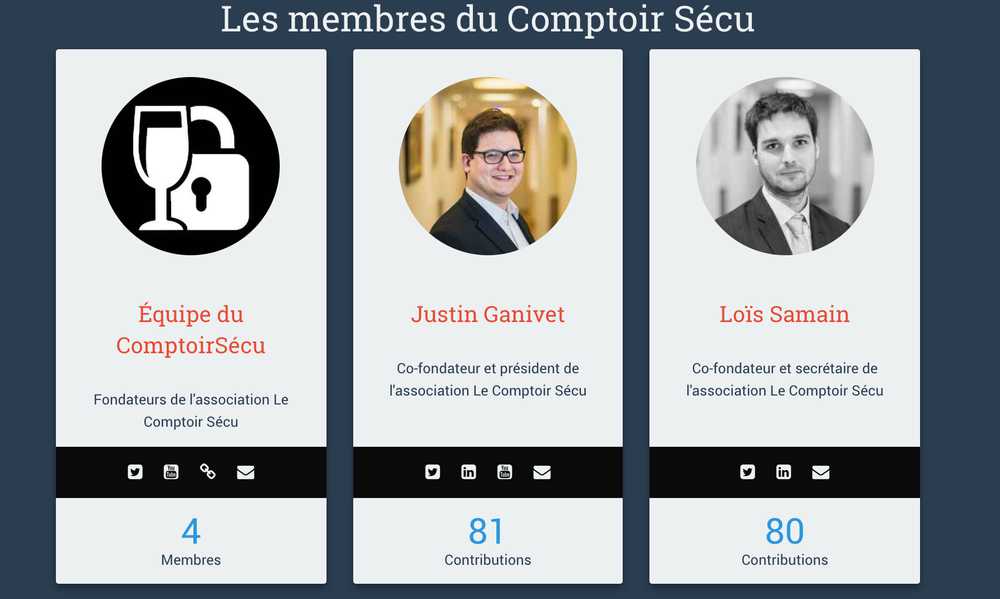 Les membres du Comptoir Sécu
Équipe du
ComptoirSécu
Fondateurs de l'association Le
Comptoir Sécu
4
Membres
Justin Ganivet
Co-fondateur et président de
l'association Le Comptoir Sécu
81
Contributions
Loïs Samain
Co-fondateur et secrétaire de
l'association Le Comptoir Sécu
80
Contributions